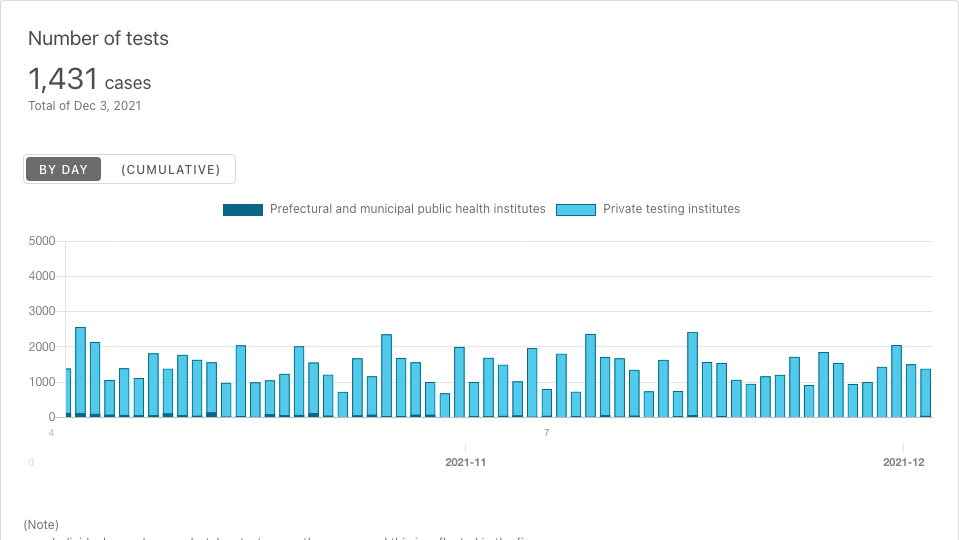 Number of tests
1,431 cases
Total of Dec 3, 2021
BY DAY (CUMULATIVE)
Prefectural and municipal public health institutes Private testing institutes
5000
4000
3000
2000
1000
0
4 7
0 2021-11 2021-12
(Note)